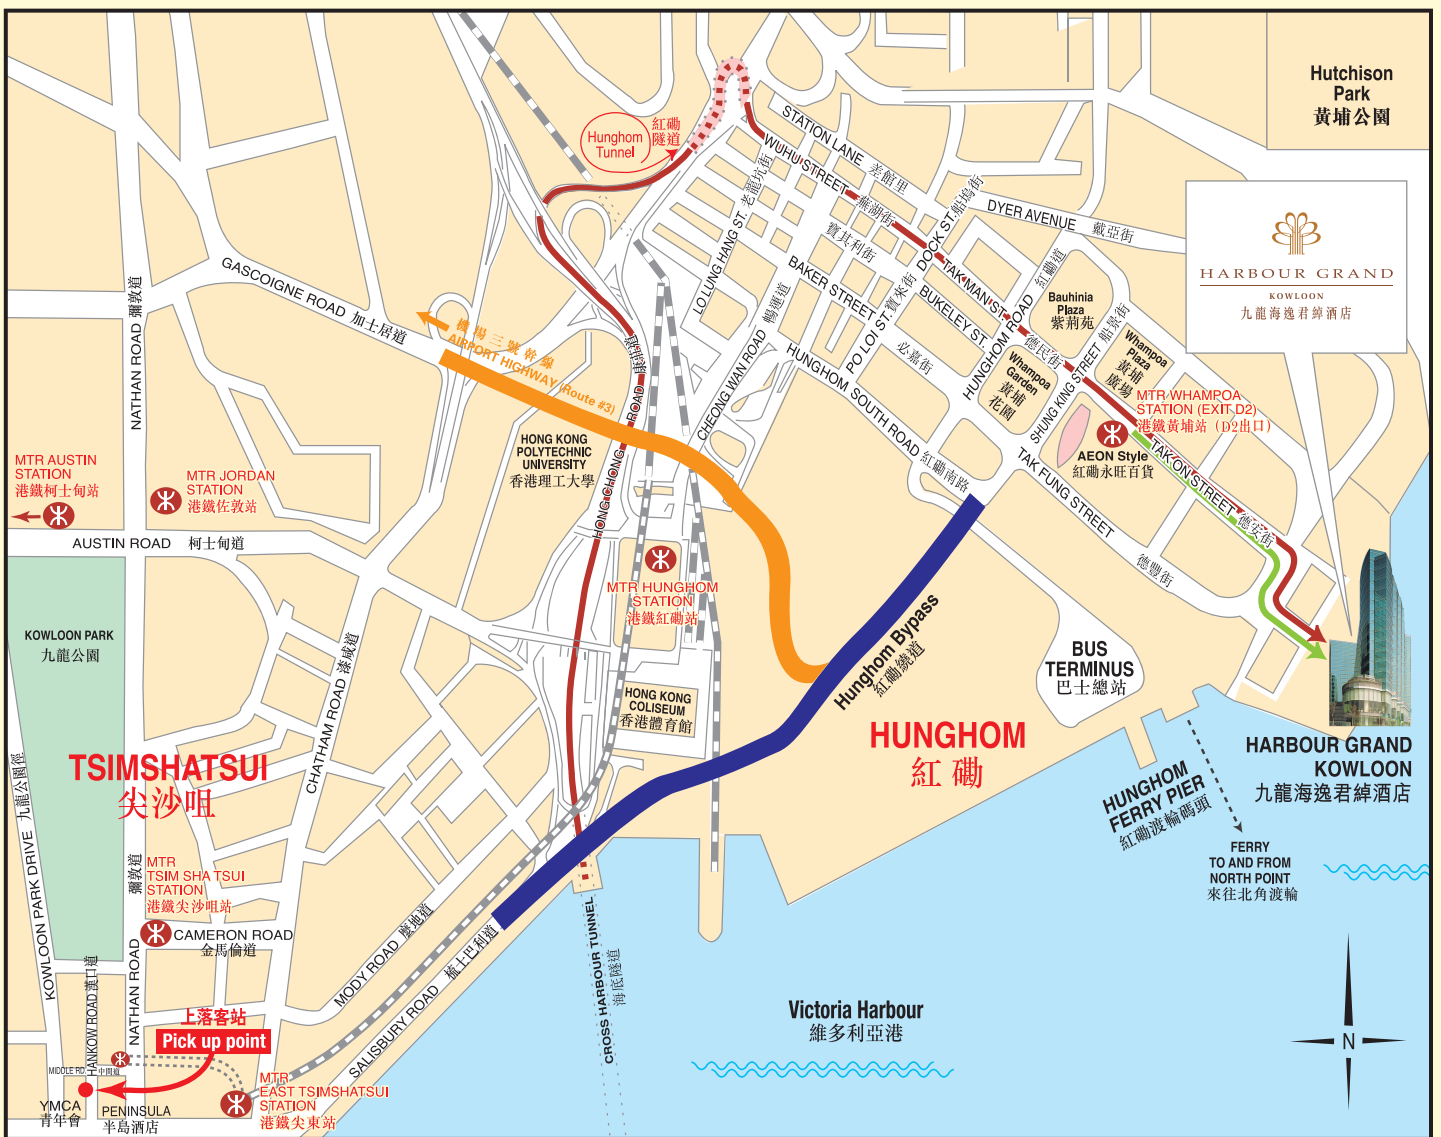 Hutchison
Park
黃埔公園
HARBOUR GRAND
KOWLOON
九龍海逸君綽酒店
Hunghom
Tunnel
紅磡
隧道
STATION LANE 差館里
WUHU STREET 蕪湖街
DYER AVENUE 戴亞街
LO LUNG HANG ST. 老龍坑街
寶其利街
BAKER STREET
DOCK ST. 船塢街
TAK MAN ST.
德民街
BUKELEY ST.
必嘉街
PO LOI ST. 寶來街
HUNGHOM ROAD 紅磡道
Bauhinia
Plaza
紫荊苑
Whampoa
Garden
黃埔
花園
Whampoa
Plaza
黃埔
廣場
SHUNG KING STREET 船景街
MTR WHAMPOA
STATION (EXIT D2)
港鐵黃埔站（D2出口）
AEON Style
紅磡永旺百貨
TAK ON STREET 德安街
TAK FUNG STREET
德豐街
HUNGHOM SOUTH ROAD 紅磡南路
CHEONG WAN ROAD 暢運道
GASCOIGNE ROAD 加士居道
機場三號幹線
AIRPORT HIGHWAY (Route #3)
NATHAN ROAD 彌敦道
HONG KONG
POLYTECHNIC
UNIVERSITY
香港理工大學
HONG CHONG ROAD 康莊道
MTR AUSTIN
STATION
港鐵柯士甸站
MTR JORDAN
STATION
港鐵佐敦站
AUSTIN ROAD 柯士甸道
MTR HUNGHOM
STATION
港鐵紅磡站
KOWLOON PARK
九龍公園
HONG KONG
COLISEUM
香港體育館
Hunghom Bypass
紅磡繞道
BUS
TERMINUS
巴士總站
HUNGHOM
紅磡
CHATHAM ROAD 漆咸道
TSIMSHATSUI
尖沙咀
KOWLOON PARK DRIVE 九龍公園徑
HARBOUR GRAND
KOWLOON
九龍海逸君綽酒店
HUNGHOM
FERRY PIER
紅磡渡輪碼頭
FERRY
TO AND FROM
NORTH POINT
來往北角渡輪
彌敦道
MTR
TSIM SHA TSUI
STATION
港鐵尖沙咀站
CAMERON ROAD
金馬倫道
NATHAN ROAD
HANKOW ROAD 漢口道
MODY ROAD 麼地道
SALISBURY ROAD 梳士巴利道
CROSS HARBOUR TUNNEL
海底隧道
Victoria Harbour
維多利亞港
N
上落客站
Pick up point
MIDDLE RD. 中間道
MTR
EAST TSIMSHATSUI
STATION
港鐵尖東站
YMCA
青年會
PENINSULA
半島酒店